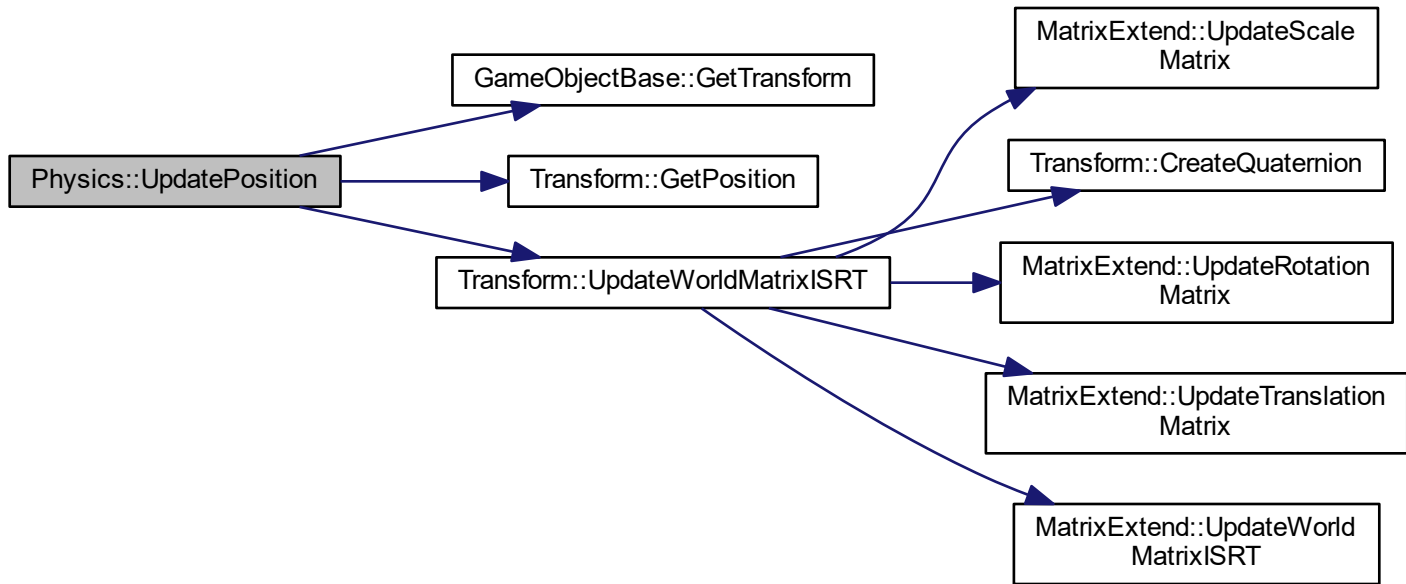 MatrixExtend::UpdateScale
Matrix
GameObjectBase::GetTransform
Physics::UpdatePosition
Transform::GetPosition
Transform::CreateQuaternion
Transform::UpdateWorldMatrixISRT
MatrixExtend::UpdateRotation
Matrix
MatrixExtend::UpdateTranslation
Matrix
MatrixExtend::UpdateWorld
MatrixISRT